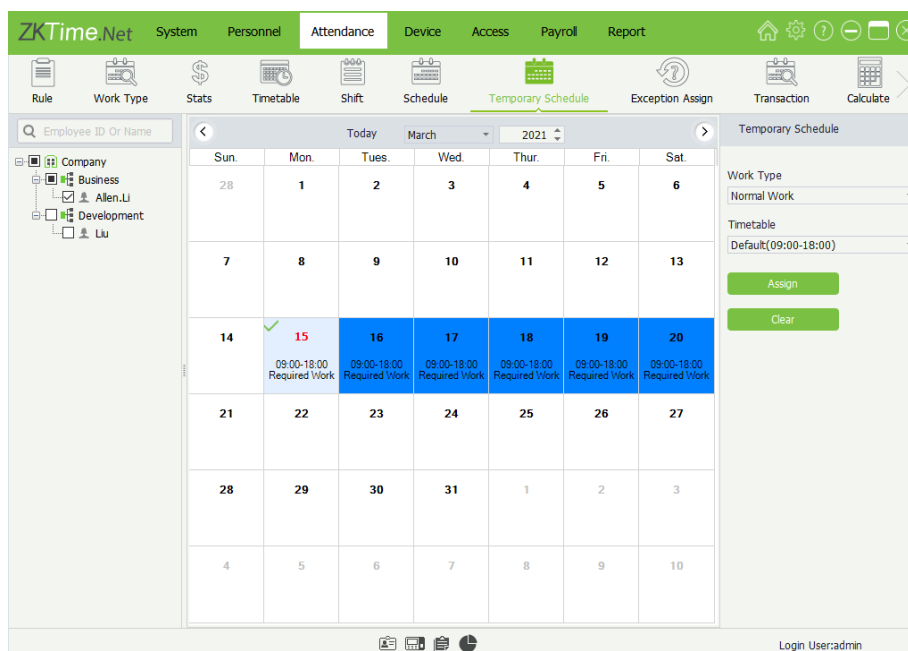 ZKTime.Net System Personnel Attendance Device Access Payroll Report
Rule Work Type Stats Timetable Shift Schedule Temporary Schedule Exception Assign Transaction Calculate
Employee ID Or Name
Today March 2021
Temporary Schedule
Company
Business
Allen.Li
Development
Liu
Sun. Mon. Tues. Wed. Thur. Fri. Sat.
28 1 2 3 4 5 6
7 8 9 10 11 12 13
14 15 16 17 18 19 20
09:00-18:00 09:00-18:00 09:00-18:00 09:00-18:00 09:00-18:00 09:00-18:00
Required Work Required Work Required Work Required Work Required Work Required Work
21 22 23 24 25 26 27
28 29 30 31 1 2 3
4 5 6 7 8 9 10
Work Type
Normal Work
Timetable
Default(09:00-18:00)
Assign
Clear
Login User:admin